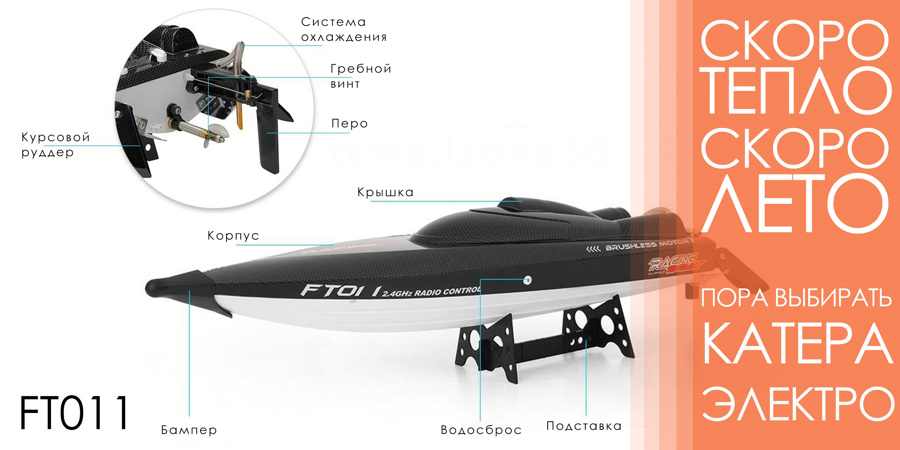 Система
охлаждения
Гребной
винт
Перо
Курсовой
руддер
Крышка
Корпус
BRUSHLESS MOTOR
RACING
FT011
2.4GHz RADIO CONTROL
FT011
Бампер
Водосброс
Подставка
СКОРО
ТЕПЛО
СКОРО
ЛЕТО
ПОРА ВЫБИРАТЬ
КАТЕРА
ЭЛЕКТРО